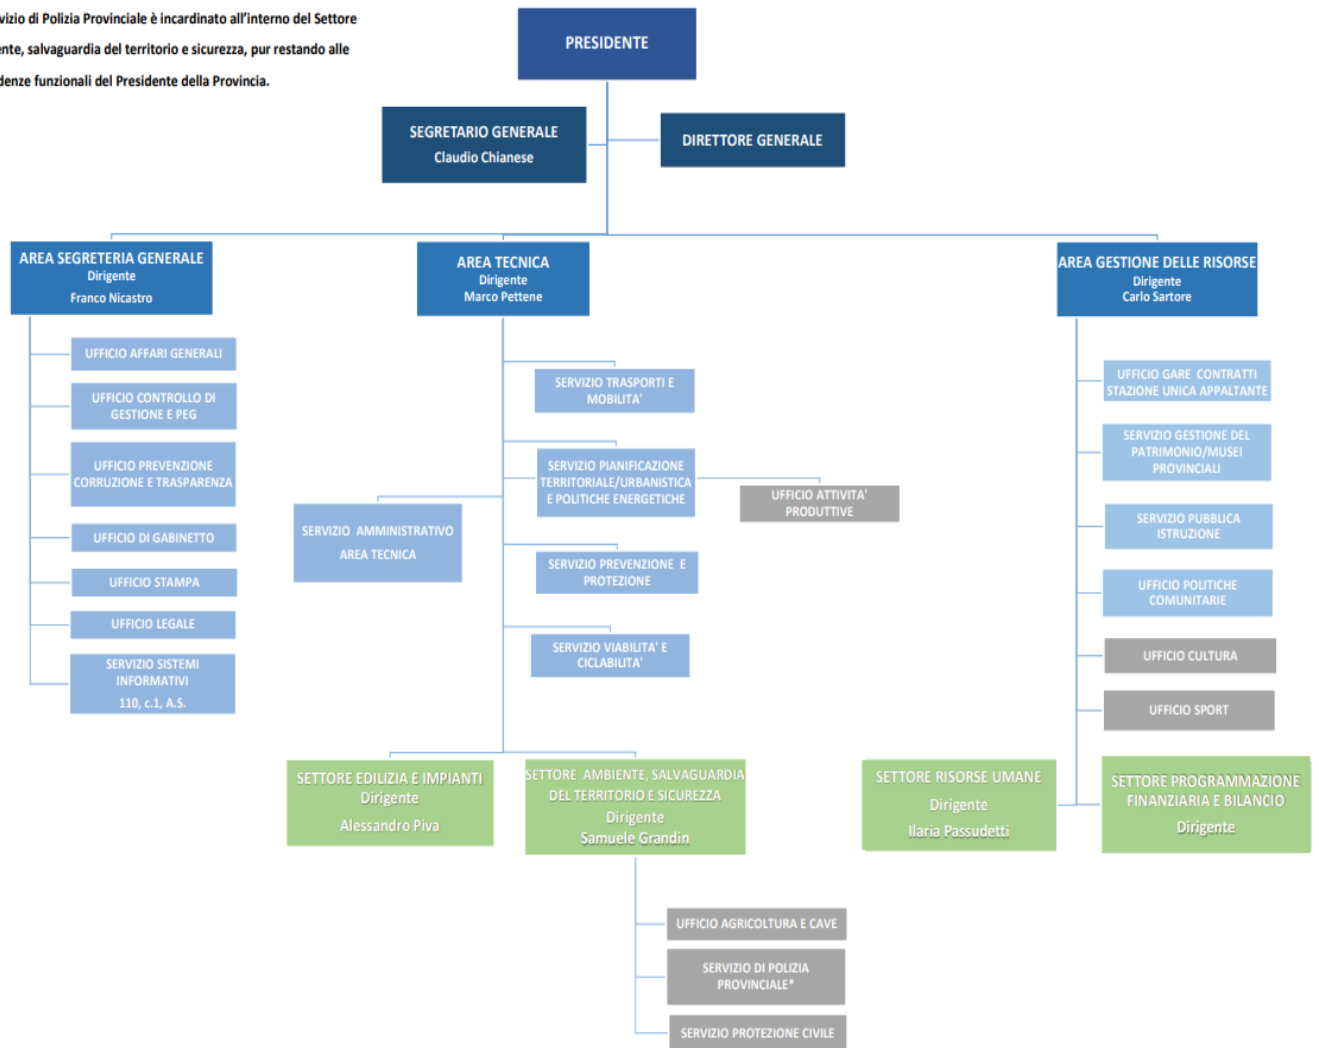 vizio di Polizia Provinciale è incardinato all'interno del Settore
nte, salvaguardia del territorio e sicurezza, pur restando alle
denze funzionali del Presidente della Provincia.
PRESIDENTE
SEGRETARIO GENERALE
Claudio Chianese
DIRETTORE GENERALE
AREA SEGRETERIA GENERALE
Dirigente
Franco Nicastro
AREA TECNICA
Dirigente
Marco Pettene
AREA GESTIONE DELLE RISORSE
Dirigente
Carlo Sartore
UFFICIO AFFARI GENERALI
UFFICIO CONTROLLO DI
GESTIONE E PEG
UFFICIO PREVENZIONE
CORRUZIONE E TRASPARENZA
UFFICIO DI GABINETTO
UFFICIO STAMPA
UFFICIO LEGALE
SERVIZIO SISTEMI
INFORMATIVI
110, c.1, A.S.
SERVIZIO TRASPORTI E
MOBILITA'
SERVIZIO PIANIFICAZIONE
TERRITORIALE/URBANISTICA
E POLITICHE ENERGETICHE
UFFICIO ATTIVITA'
PRODUTTIVE
SERVIZIO AMMINISTRATIVO
AREA TECNICA
SERVIZIO PREVENZIONE E
PROTEZIONE
SERVIZIO VIABILITA' E
CICLABILITA'
UFFICIO GARE CONTRATTI
STAZIONE UNICA APPALTANTE
SERVIZIO GESTIONE DEL
PATRIMONIO/MUSEI
PROVINCIALI
SERVIZIO PUBBLICA
ISTRUZIONE
UFFICIO POLITICHE
COMUNITARIE
UFFICIO CULTURA
UFFICIO SPORT
SETTORE EDILIZIA E IMPIANTI
Dirigente
Alessandro Piva
SETTORE AMBIENTE, SALVAGUARDIA
DEL TERRITORIO E SICUREZZA
Dirigente
Samuele Grandin
SETTORE RISORSE UMANE
Dirigente
Ilaria Passudetti
SETTORE PROGRAMMAZIONE
FINANZIARIA E BILANCIO
Dirigente
UFFICIO AGRICOLTURA E CAVE
SERVIZIO DI POLIZIA
PROVINCIALE*
SERVIZIO PROTEZIONE CIVILE